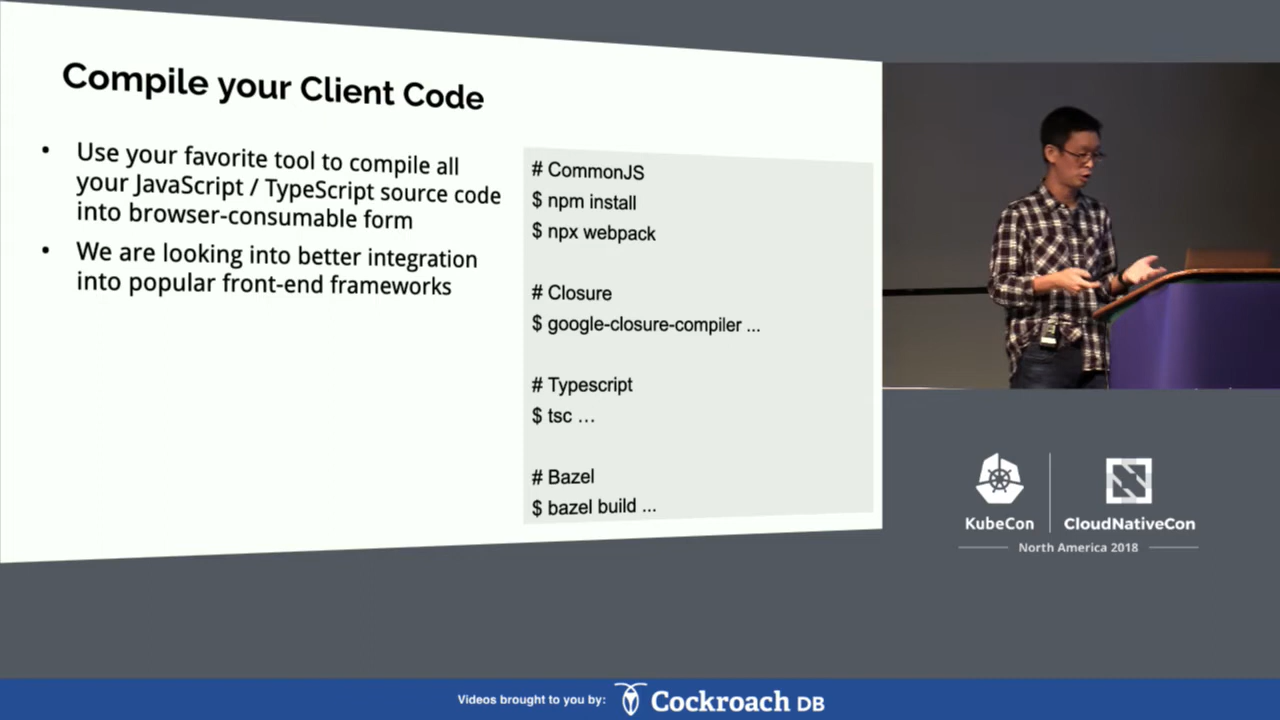 Compile your Client Code
• Use your favorite tool to compile all
your JavaScript / TypeScript source code
into browser-consumable form
• We are looking into better integration
into popular front-end frameworks
# CommonJS
$ npm install
$ npx webpack
# Closure
$ google-closure-compiler ...
# Typescript
$ tsc …
# Bazel
$ bazel build ...
KubeCon
CloudNativeCon
North America 2018
Videos brought to you by:
Cockroach DB